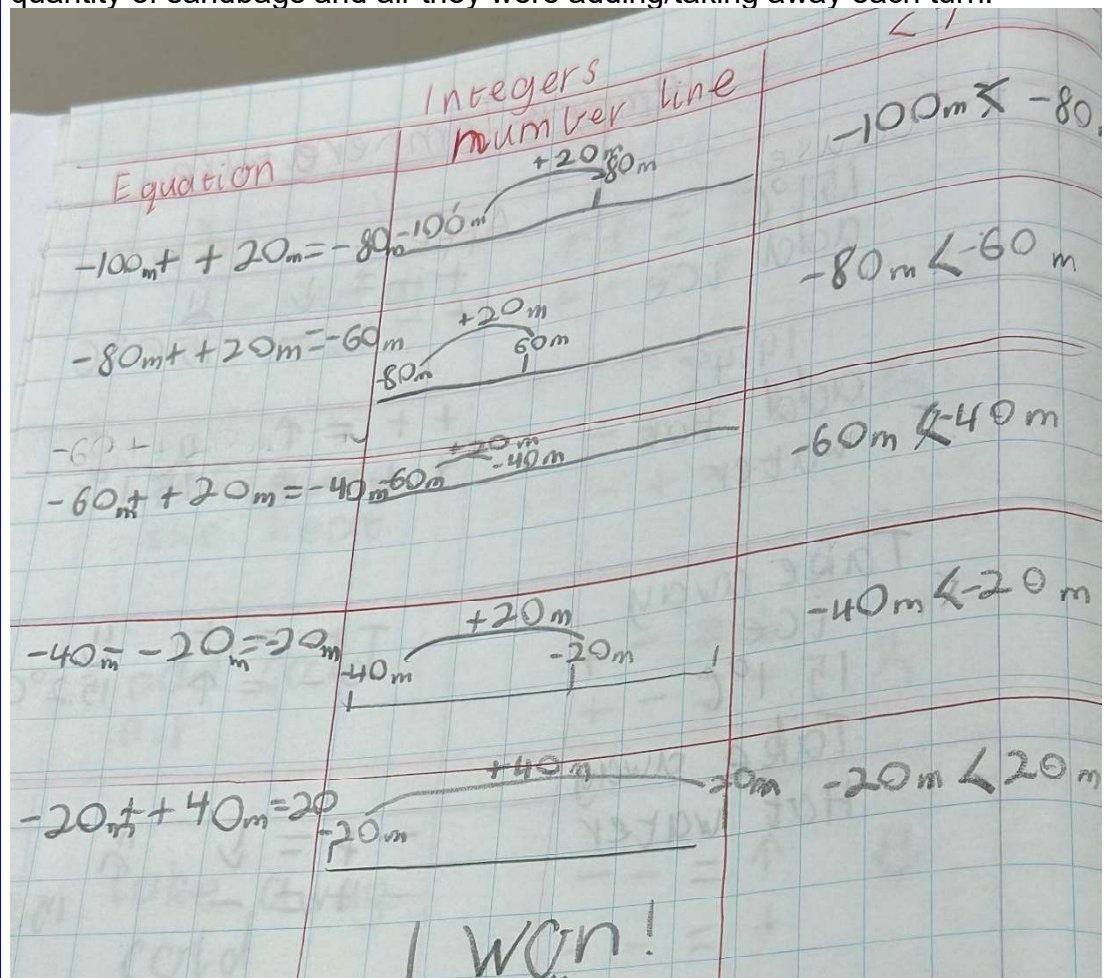 quantity of sandbags and air they were adding/taking away each turn.
Integers
< >
Equation
number line
-100m + +20m = -80m
-100m +20m -80m
-100m < -80
-80m + +20m = -60m
-80m +20m 60m
-80m < -60m
-60m + +20m = -40m
-60m +20m -40m
-60m < -40m
-40m - -20m = -20m
-40m +20m -20m
-40m < -20m
-20m + +40m = 20
-20m +40m 20m
-20m < 20m
I won!